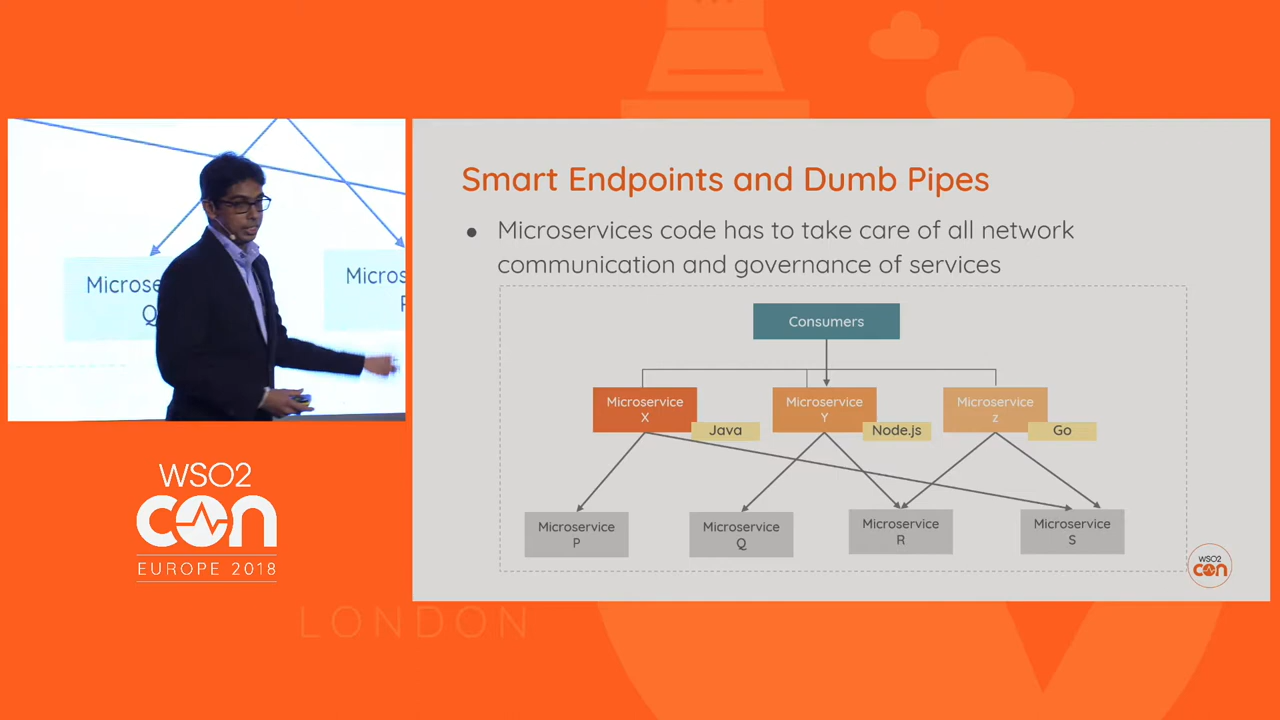 Smart Endpoints and Dumb Pipes
● Microservices code has to take care of all network
communication and governance of services
Consumers
Microservice
X
Java
Microservice
Y
Node.js
Microservice
z
Go
Microservice
P
Microservice
Q
Microservice
R
Microservice
S
WSO2
con
Microse
Q
Micros
WSO2
CON
EUROPE 2018
LONDON